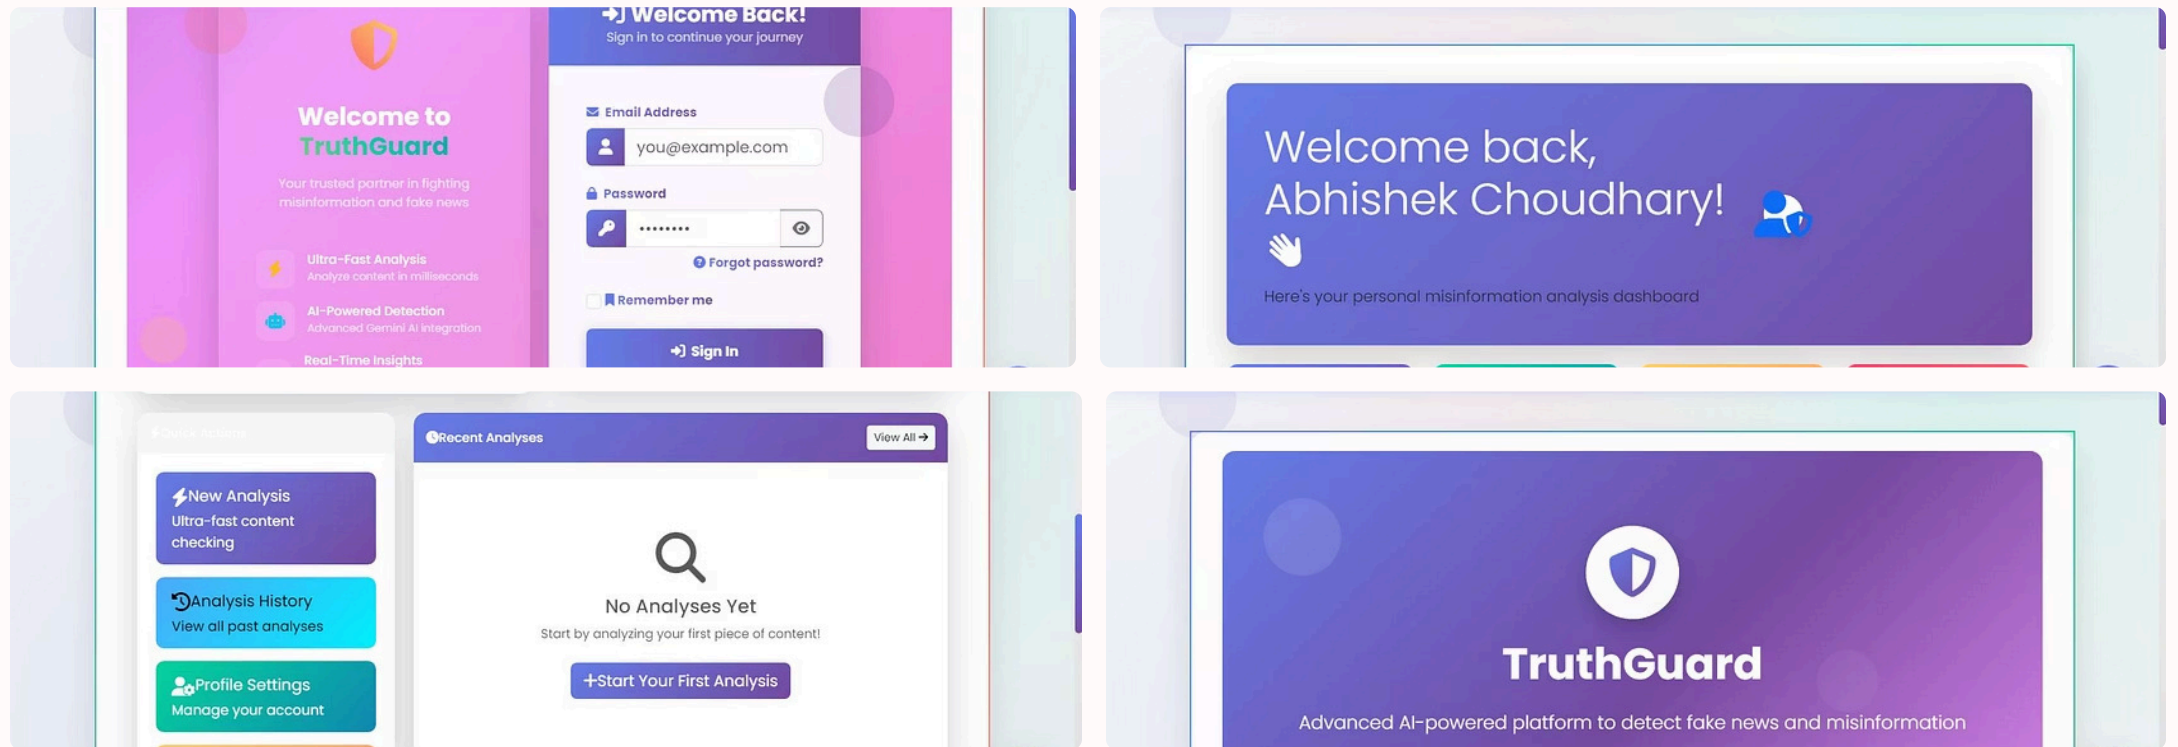 Welcome Back!
Sign in to continue your journey
Welcome to
TruthGuard
Your trusted partner in fighting
misinformation and fake news
Ultra-Fast Analysis
Analyze content in milliseconds
AI-Powered Detection
Advanced Gemini AI integration
Real-Time Insights
Email Address
you@example.com
Password
••••••••
Forgot password?
Remember me
Sign In
Welcome back,
Abhishek Choudhary!
Here's your personal misinformation analysis dashboard
Quick Actions
New Analysis
Ultra-fast content
checking
Analysis History
View all past analyses
Profile Settings
Manage your account
Recent Analyses
View All
No Analyses Yet
Start by analyzing your first piece of content!
+Start Your First Analysis
TruthGuard
Advanced AI-powered platform to detect fake news and misinformation